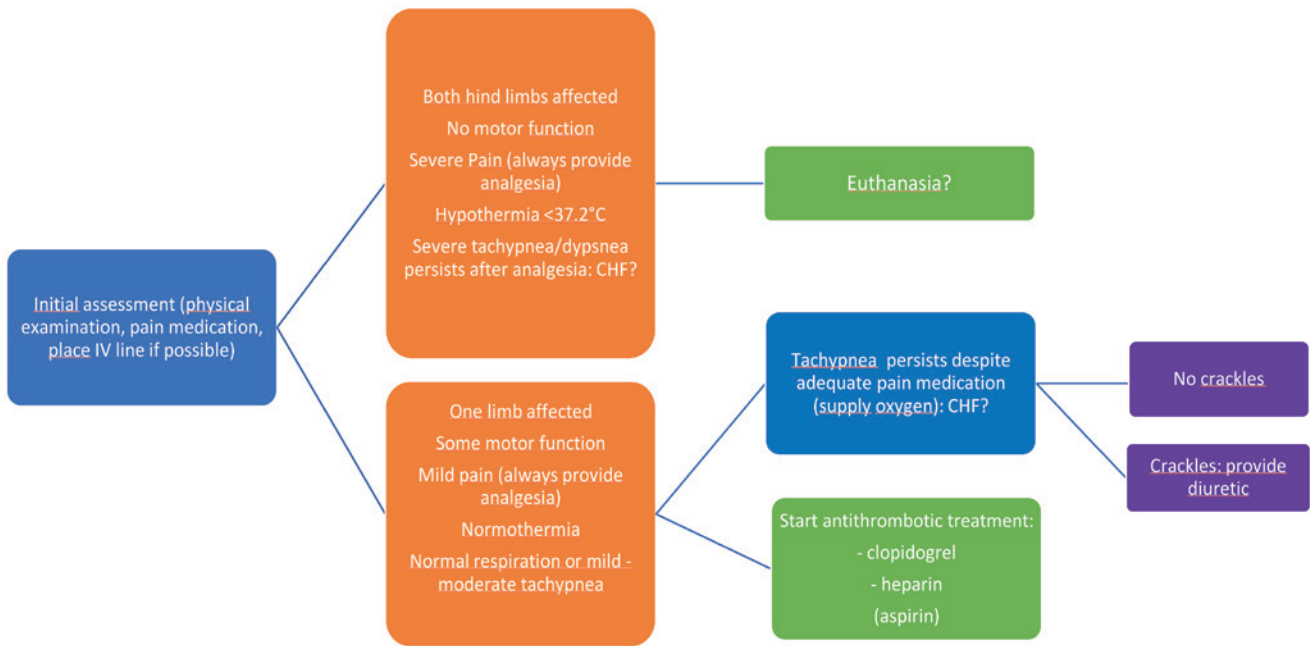 Initial assessment (physical
examination, pain medication,
place IV line if possible)
Both hind limbs affected
No motor function
Severe Pain (always provide
analgesia)
Hypothermia <37.2°C
Severe tachypnea/dypsnea
persists after analgesia: CHF?
Euthanasia?
One limb affected
Some motor function
Mild pain (always provide
analgesia)
Normothermia
Normal respiration or mild -
moderate tachypnea
Tachypnea persists despite
adequate pain medication
(supply oxygen): CHF?
No crackles
Crackles: provide
diuretic
Start antithrombotic treatment:
- clopidogrel
- heparin
(aspirin)